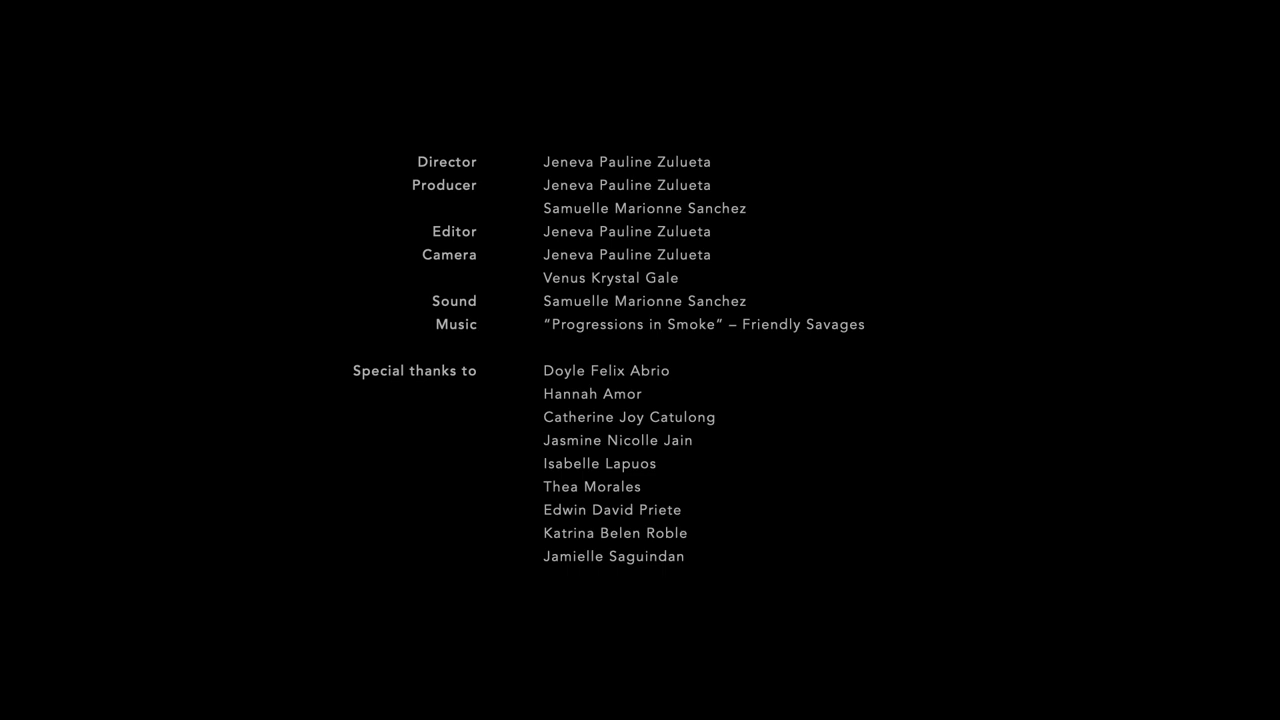 Director Jeneva Pauline Zulueta
Producer Jeneva Pauline Zulueta
Samuelle Marionne Sanchez
Editor Jeneva Pauline Zulueta
Camera Jeneva Pauline Zulueta
Venus Krystal Gale
Sound Samuelle Marionne Sanchez
Music “Progressions in Smoke” – Friendly Savages
Special thanks to Doyle Felix Abrio
Hannah Amor
Catherine Joy Catulong
Jasmine Nicolle Jain
Isabelle Lapuos
Thea Morales
Edwin David Priete
Katrina Belen Roble
Jamielle Saguindan